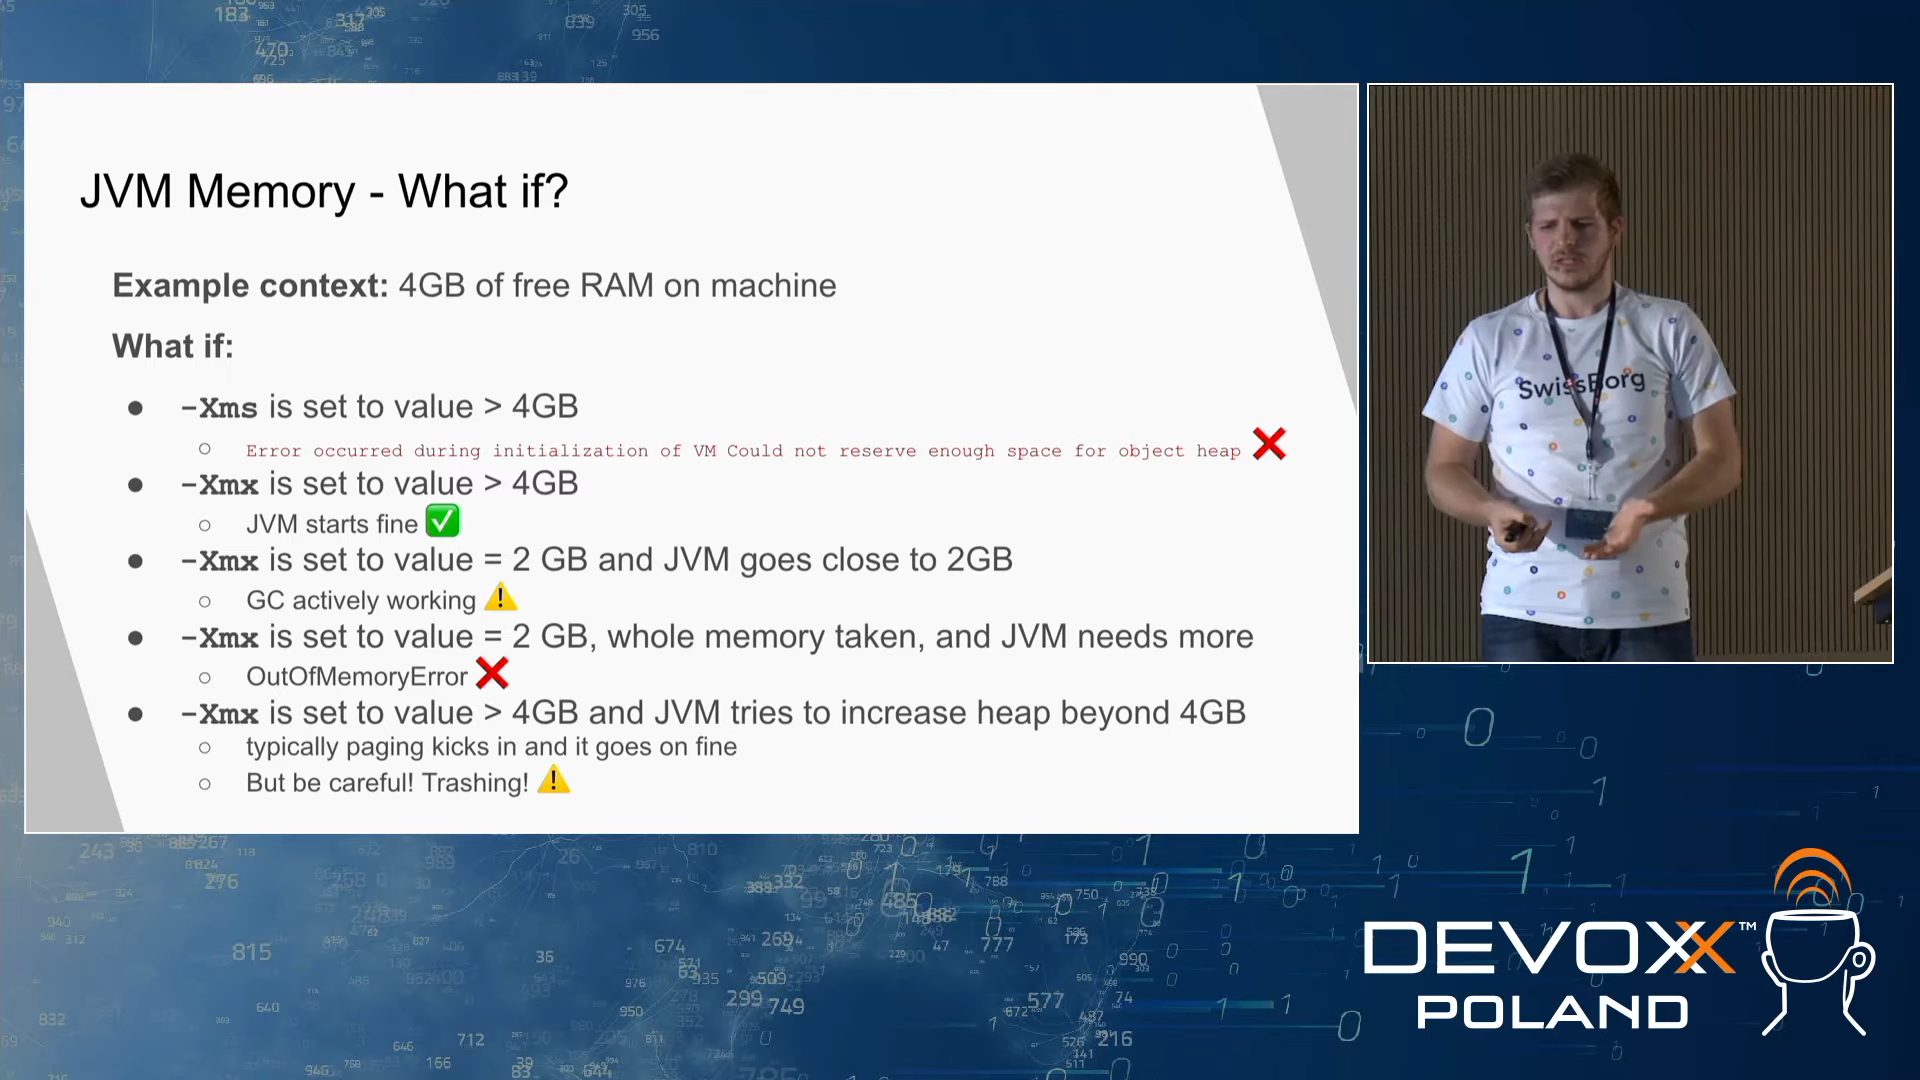 JVM Memory - What if?
Example context: 4GB of free RAM on machine
What if:
● -Xms is set to value > 4GB
○ Error occurred during initialization of VM Could not reserve enough space for object heap ❌
● -Xmx is set to value > 4GB
○ JVM starts fine ✅
● -Xmx is set to value = 2 GB and JVM goes close to 2GB
○ GC actively working ⚠️
● -Xmx is set to value = 2 GB, whole memory taken, and JVM needs more
○ OutOfMemoryError ❌
● -Xmx is set to value > 4GB and JVM tries to increase heap beyond 4GB
○ typically paging kicks in and it goes on fine
○ But be careful! Trashing! ⚠️
SwissBorg
DEVOXX™
POLAND